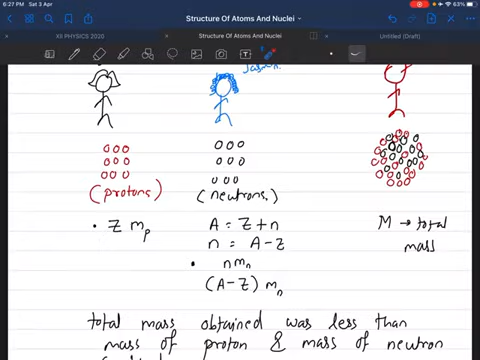 6:27 PM Sat 3 Apr
63%
Structure Of Atoms And Nuclei
XII PHYSICS 2020
Structure Of Atoms And Nuclei
Untitled (Draft)
(protons)
(neutrons.)
• Z mp
A = Z + n
M → total
n = A - Z
mass
• n mn
(A-Z) mn
total mass obtained was less than
mass of proton & mass of neutron